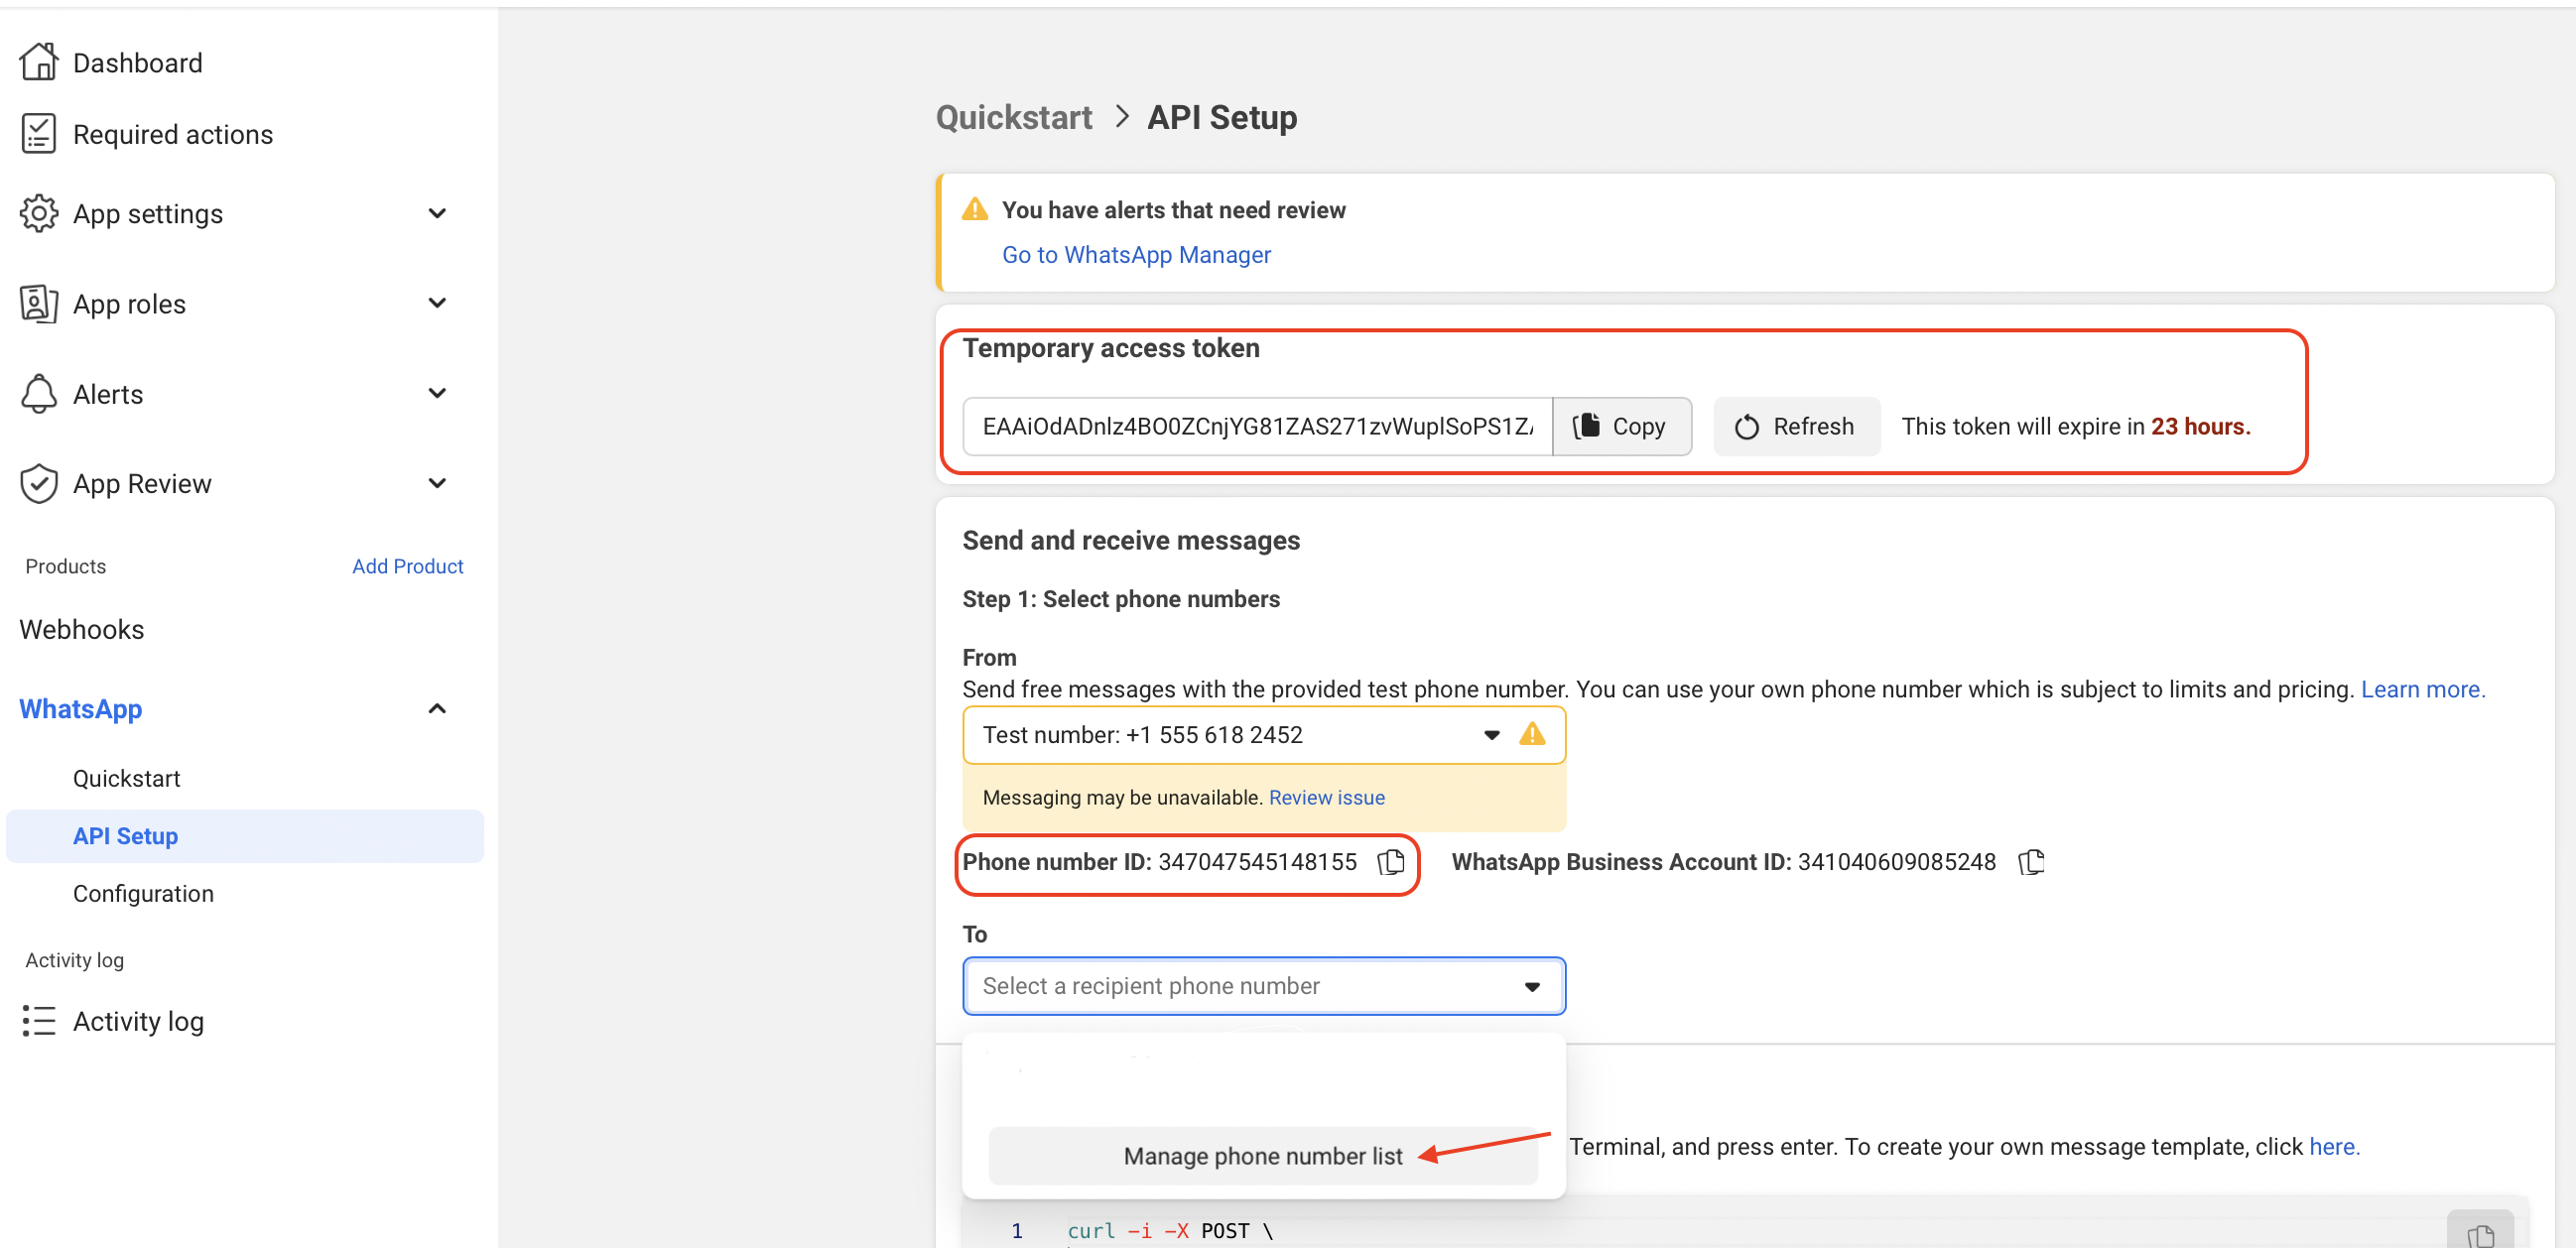 Dashboard
Required actions
App settings
App roles
Alerts
App Review
Products Add Product
Webhooks
WhatsApp
Quickstart
API Setup
Configuration
Activity log
Activity log
Quickstart > API Setup
You have alerts that need review
Go to WhatsApp Manager
Temporary access token
EAAiOdADnlz4BO0ZCnjYG81ZAS271zvWuplSoPS1Z
Copy Refresh This token will expire in 23 hours.
Send and receive messages
Step 1: Select phone numbers
From
Send free messages with the provided test phone number. You can use your own phone number which is subject to limits and pricing. Learn more.
Test number: +1 555 618 2452
Messaging may be unavailable. Review issue
Phone number ID: 347047545148155 WhatsApp Business Account ID: 341040609085248
To
Select a recipient phone number
Manage phone number list
Terminal, and press enter. To create your own message template, click here.
1 curl -i -X POST \